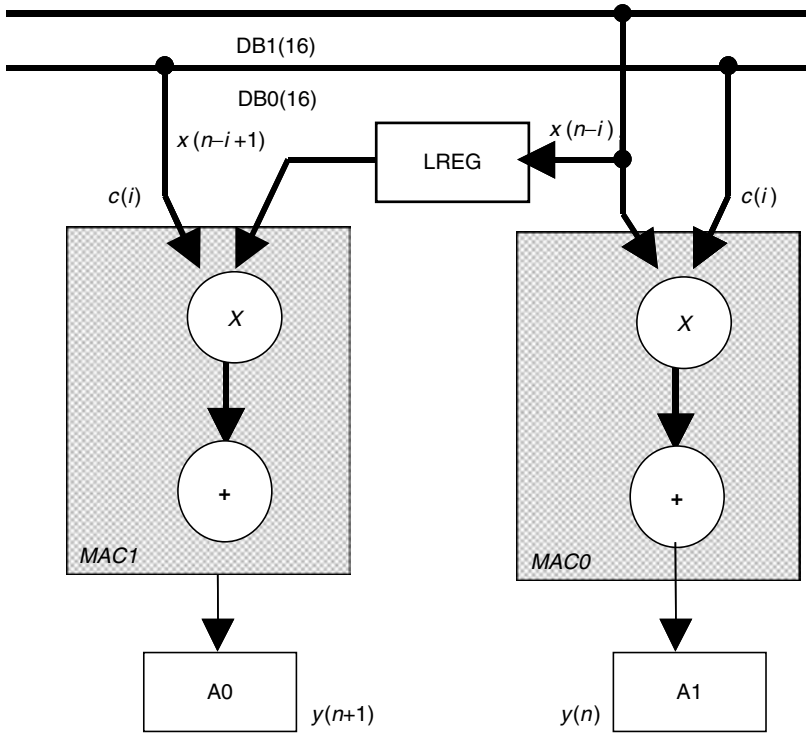 DB1(16)
DB0(16)
x(n–i+1)
LREG
x(n–i)
c(i)
c(i)
X
X
+
+
MAC1
MAC0
A0
y(n+1)
y(n)
A1